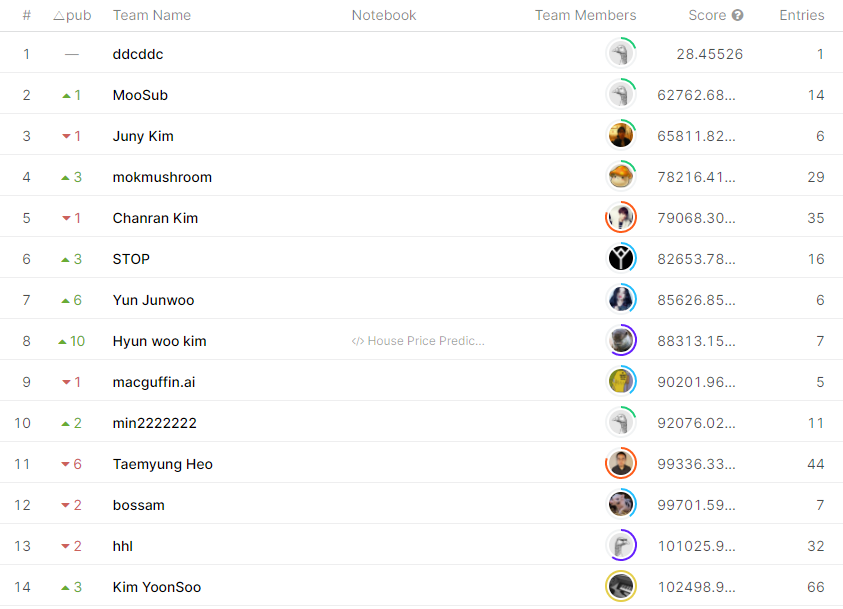 # △pub Team Name Notebook Team Members Score ? Entries
1 — ddcddc 28.45526 1
2 ▲1 MooSub 62762.68... 14
3 ▼1 Juny Kim 65811.82... 6
4 ▲3 mokmushroom 78216.41... 29
5 ▼1 Chanran Kim 79068.30... 35
6 ▲3 STOP 82653.78... 16
7 ▲6 Yun Junwoo 85626.85... 6
8 ▲10 Hyun woo kim </> House Price Predic... 88313.15... 7
9 ▼1 macguffin.ai 90201.96... 5
10 ▲2 min2222222 92076.02... 11
11 ▼6 Taemyung Heo 99336.33... 44
12 ▼2 bossam 99701.59... 7
13 ▼2 hhl 101025.9... 32
14 ▲3 Kim YoonSoo 102498.9... 66